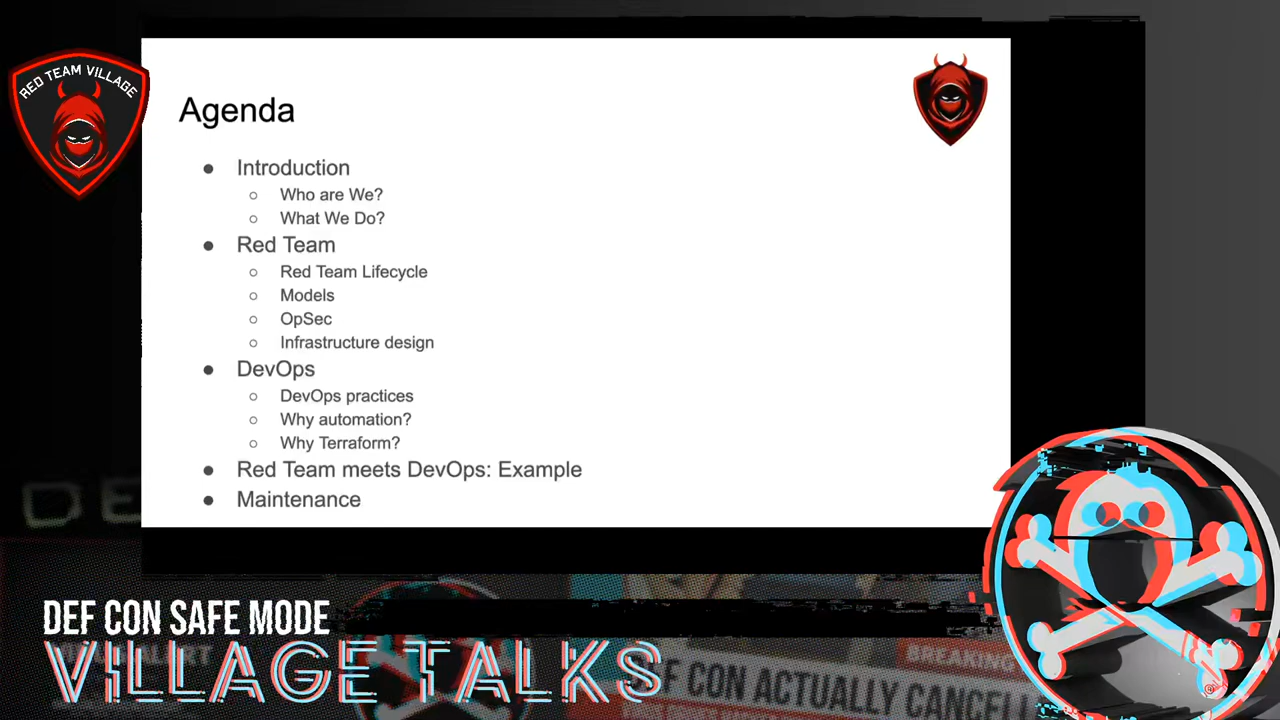 RED TEAM VILLAGE
Agenda
Introduction
Who are We?
What We Do?
Red Team
Red Team Lifecycle
Models
OpSec
Infrastructure design
DevOps
DevOps practices
Why automation?
Why Terraform?
Red Team meets DevOps: Example
Maintenance
DEF CON SAFE MODE
VILLAGE TALKS
BREAKING
DEF CON ACTUALLY